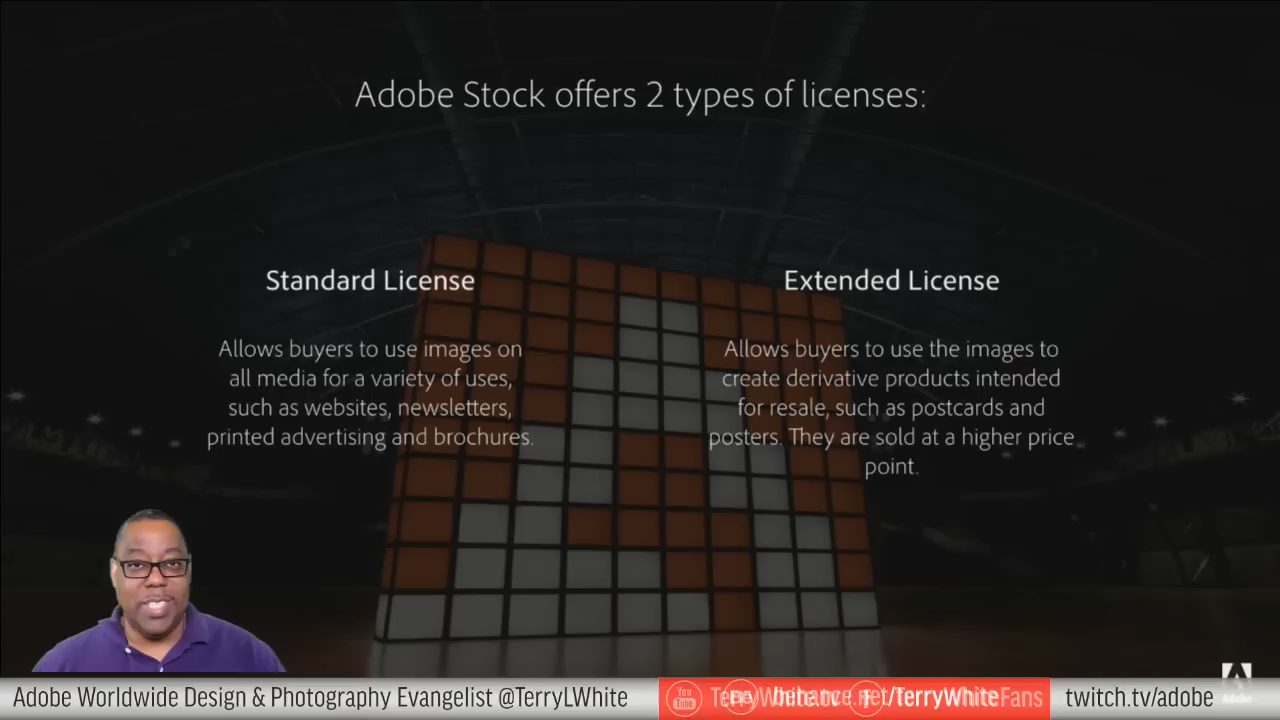 Adobe Stock offers 2 types of licenses:
Standard License
Allows buyers to use images on
all media for a variety of uses,
such as websites, newsletters,
printed advertising and brochures.
Extended License
Allows buyers to use the images to
create derivative products intended
for resale, such as postcards and
posters. They are sold at a higher price
point.
Adobe
Adobe Worldwide Design & Photography Evangelist @TerryLWhite
/TerryWhiteFans
twitch.tv/adobe